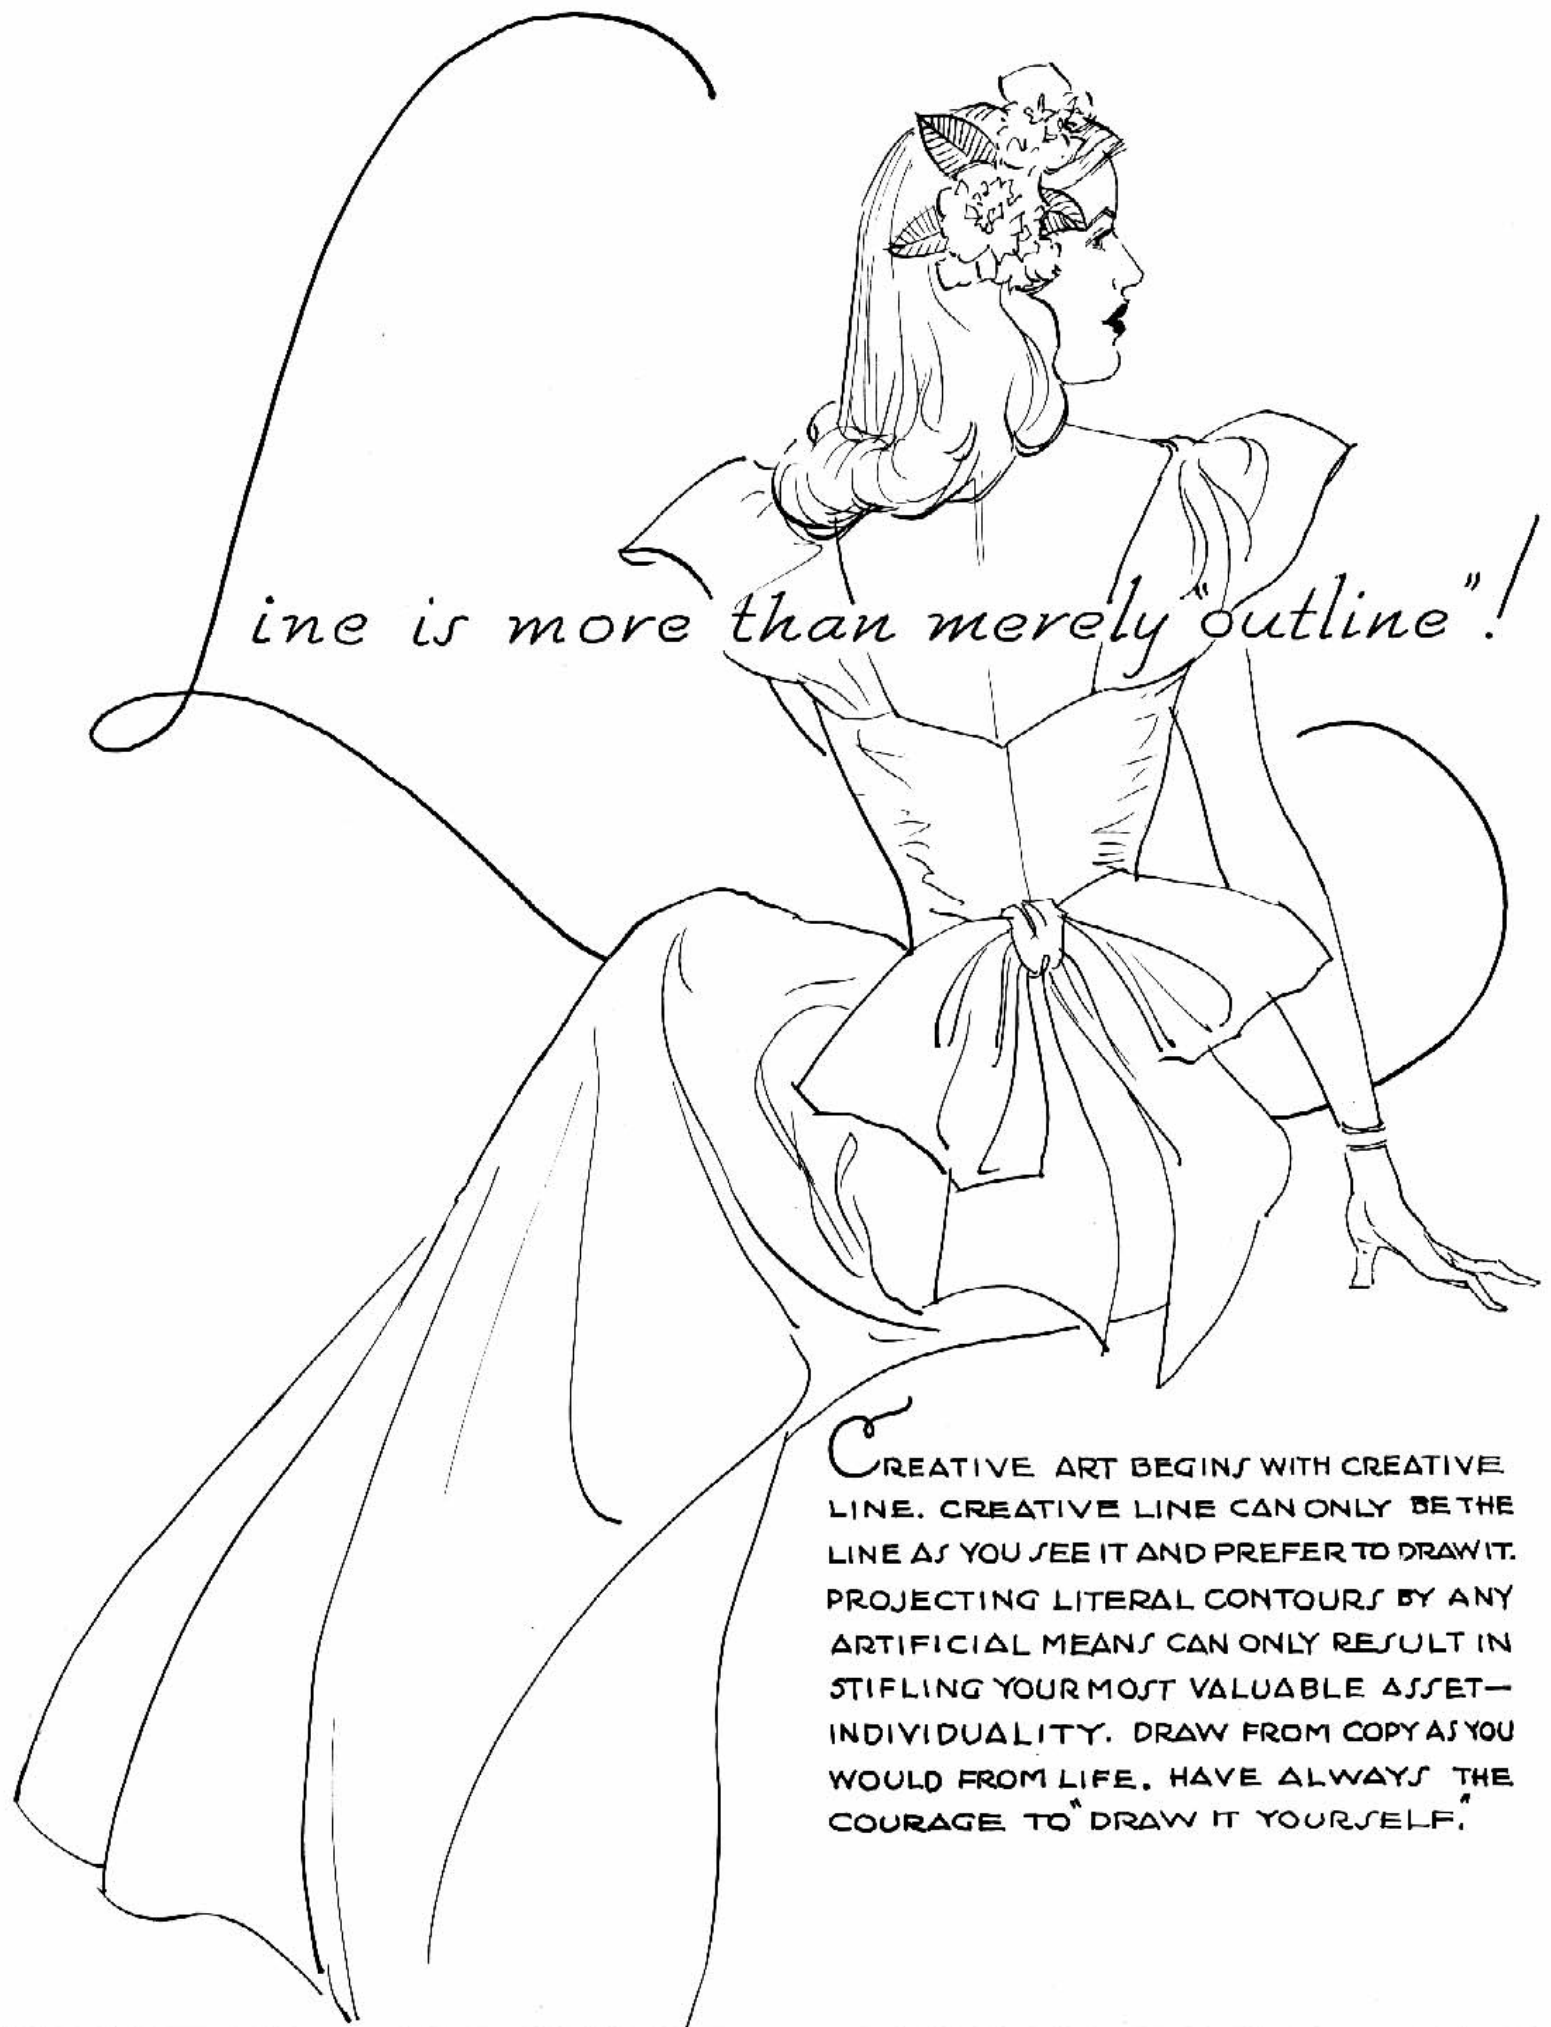 Line is more than merely "outline"!
CREATIVE ART BEGINS WITH CREATIVE
LINE. CREATIVE LINE CAN ONLY BE THE
LINE AS YOU SEE IT AND PREFER TO DRAW IT.
PROJECTING LITERAL CONTOURS BY ANY
ARTIFICIAL MEANS CAN ONLY RESULT IN
STIFLING YOUR MOST VALUABLE ASSET—
INDIVIDUALITY. DRAW FROM COPY AS YOU
WOULD FROM LIFE. HAVE ALWAYS THE
COURAGE TO "DRAW IT YOURSELF."